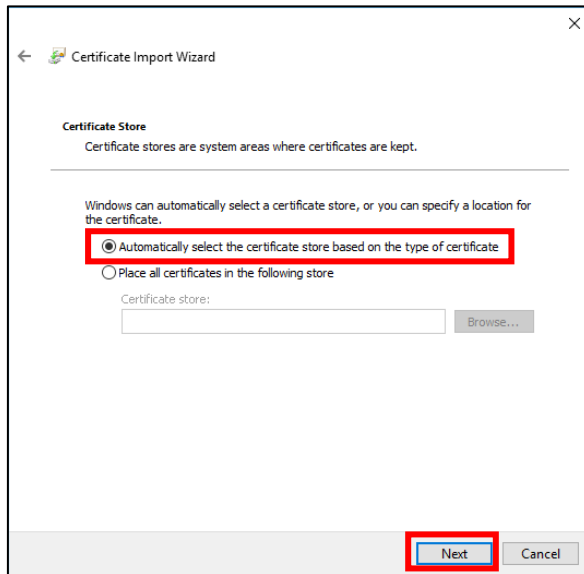 Certificate Import Wizard
Certificate Store
Certificate stores are system areas where certificates are kept.
Windows can automatically select a certificate store, or you can specify a location for
the certificate.
Automatically select the certificate store based on the type of certificate
Place all certificates in the following store
Certificate store:
Browse...
Next
Cancel